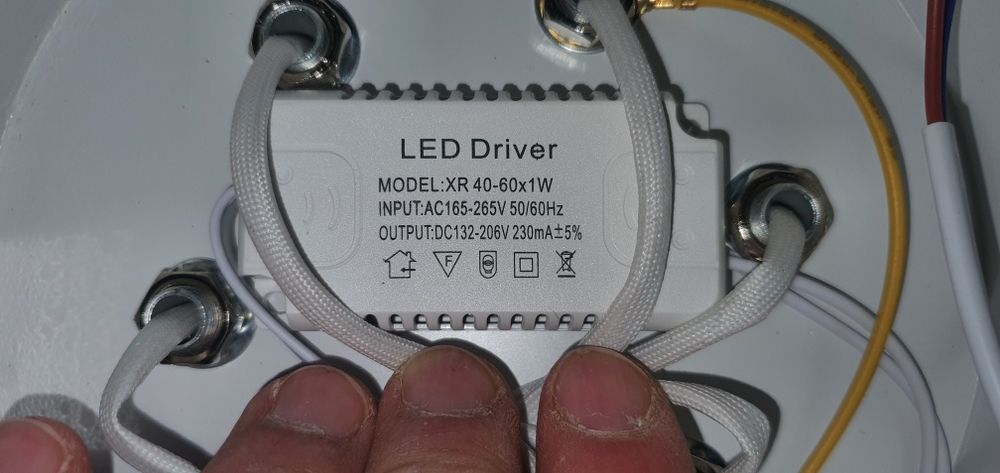 LED Driver
MODEL:XR 40-60x1W
INPUT:AC165-265V 50/60Hz
OUTPUT:DC132-206V 230mA±5%
F